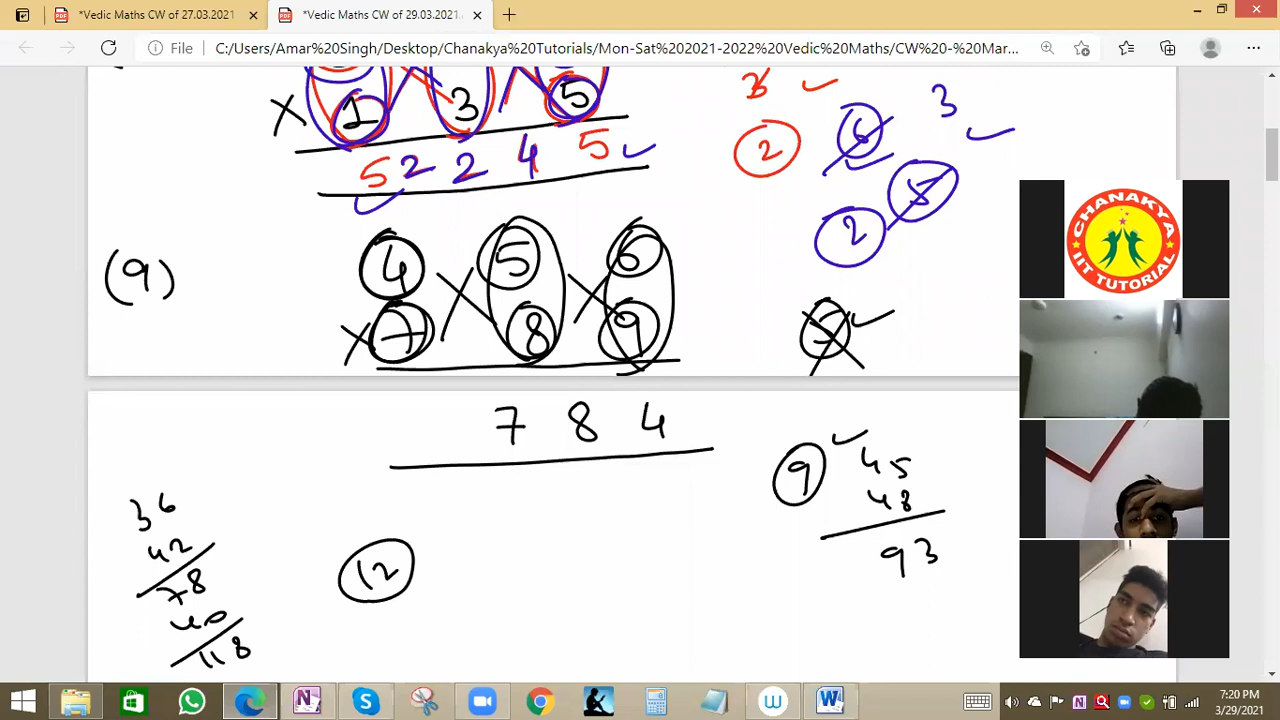 *Vedic Maths CW of 27.03.2021
*Vedic Maths CW of 29.03.2021.
File
C:/Users/Amar%20Singh/Desktop/Chanakya%20Tutorials/Mon-Sat%202021-2022%20Vedic%20Maths/CW%20-%20Mar...
× 1 3 5
5 2 2 4 5
2
6
3
5
2
(9)
4 5 6
× 7 8 9
7 8 4
9
45
48
93
36
42
78
40
118
12
CHANAKYA
IIT TUTORIAL
7:20 PM
3/29/2021